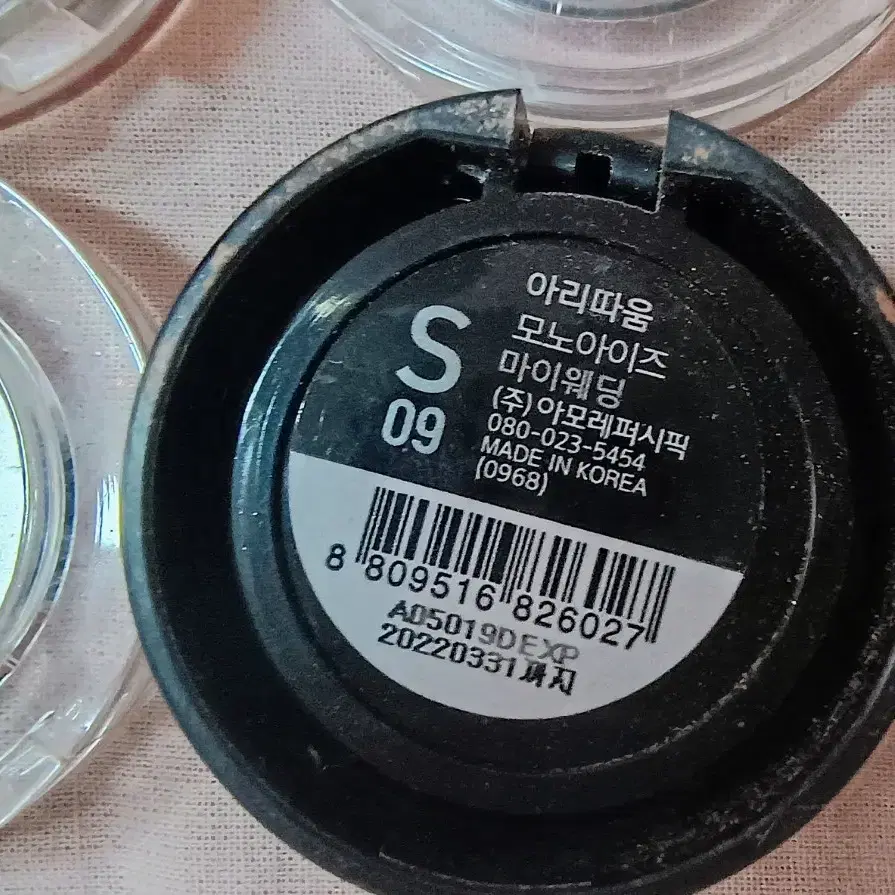 S
09
아리따움
모노아이즈
마이웨딩
(주)아모레퍼시픽
080-023-5454
MADE IN KOREA
(0968)
8 809516 826027
A05019D EXP
20220331까지